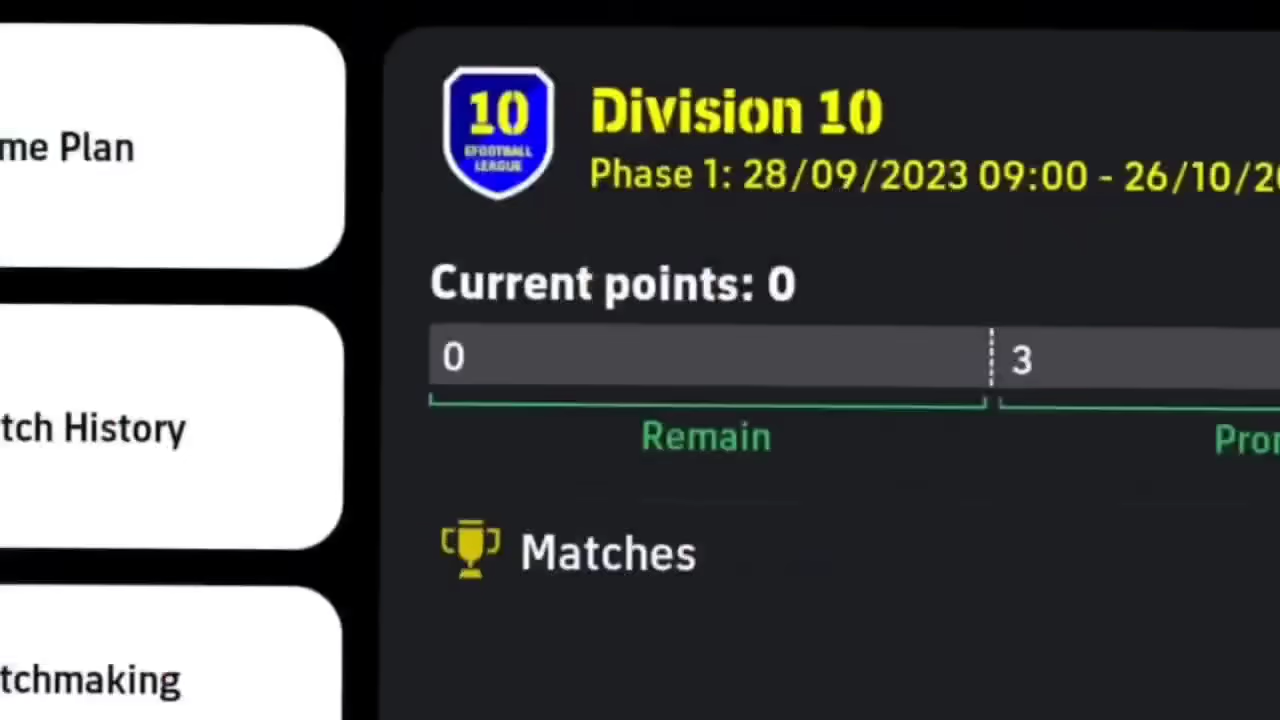 me Plan
tch History
tchmaking
10
EFOOTBALL
LEAGUE
Division 10
Phase 1: 28/09/2023 09:00 - 26/10/20
Current points: 0
0
3
Remain
Pro
Matches